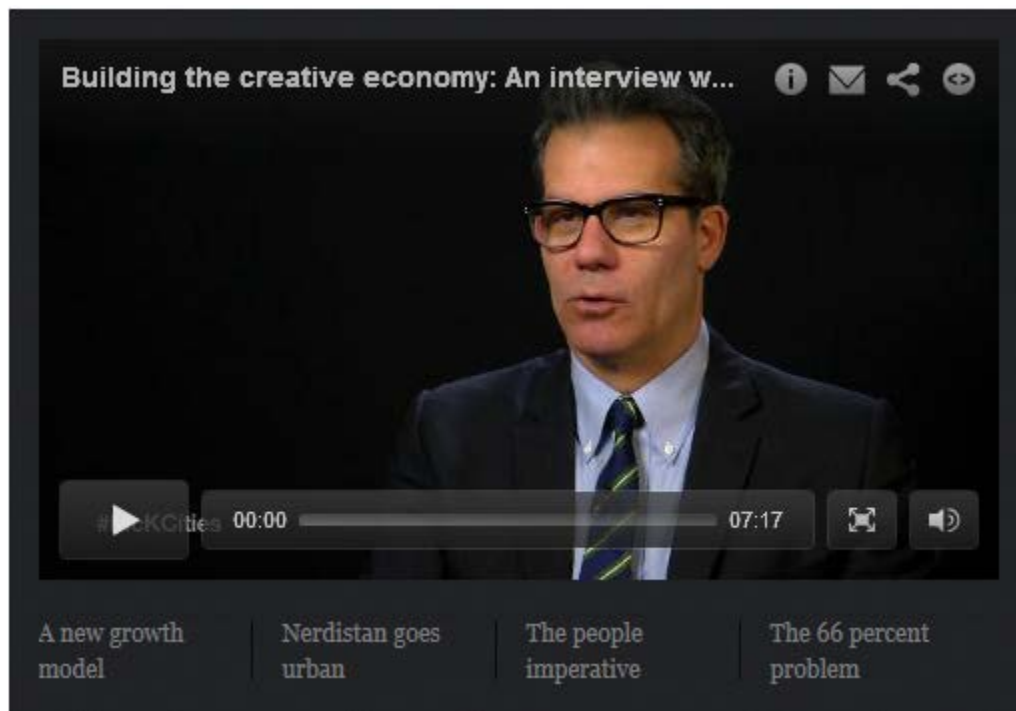 Building the creative economy: An interview w...
00:00
07:17
A new growth
model
Nerdistan goes
urban
The people
imperative
The 66 percent
problem